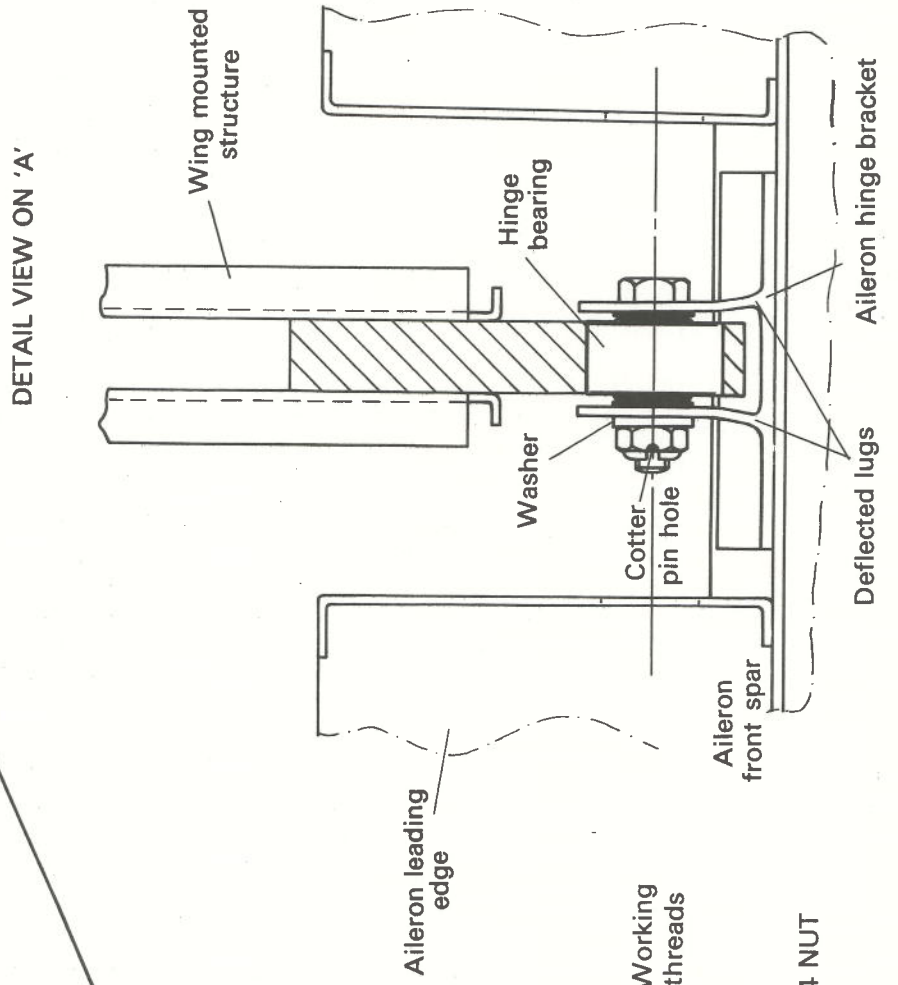 DETAIL VIEW ON 'A'
Wing mounted
structure
Hinge
bearing
Washer
Cotter
pin hole
Aileron hinge bracket
Deflected lugs
Aileron
front spar
Aileron leading
edge
Working
threads
4 NUT